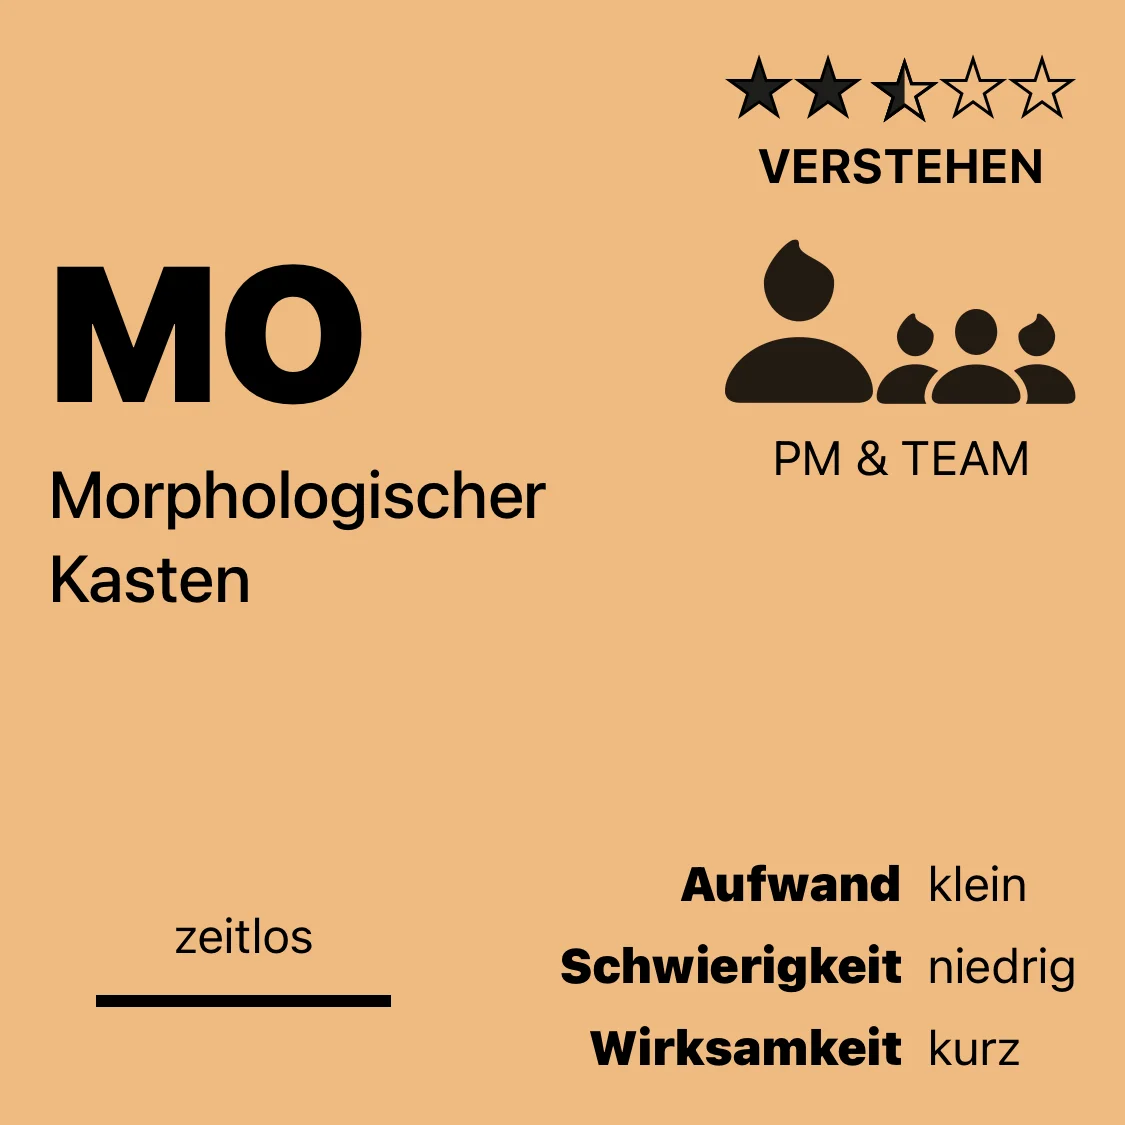 VERSTEHEN
MO
PM & TEAM
Morphologischer
Kasten
zeitlos
Aufwand klein
Schwierigkeit niedrig
Wirksamkeit kurz